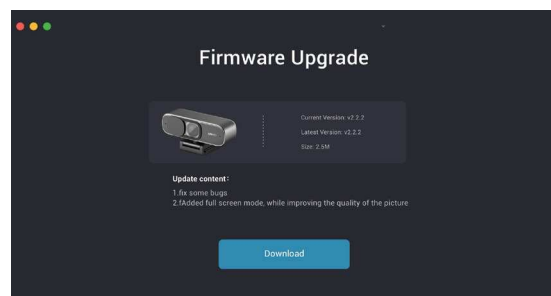 Firmware Upgrade
Current Version: v2.2.2
Latest Version: v2.2.2
Size: 2.5M
Update content:
1.fix some bugs
2.fAdded full screen mode, while improving the quality of the picture
Download